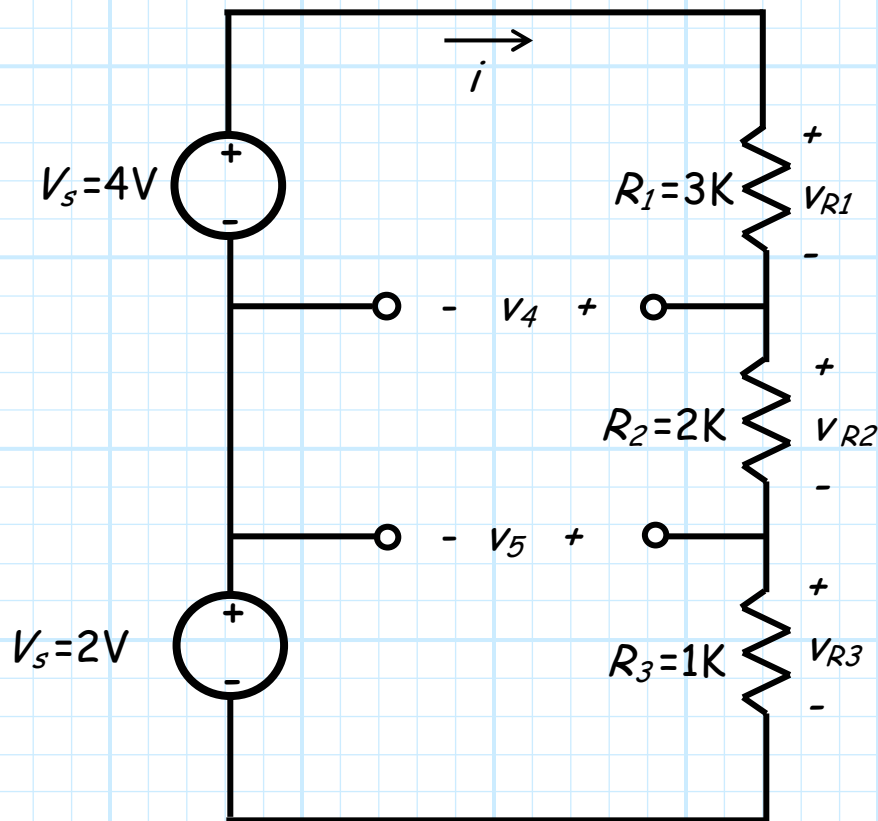 i
+
+
Vs=4V
R1=3K
vR1
-
-
- v4 +
+
R2=2K
vR2
-
- v5 +
+
+
Vs=2V
R3=1K
vR3
-
-